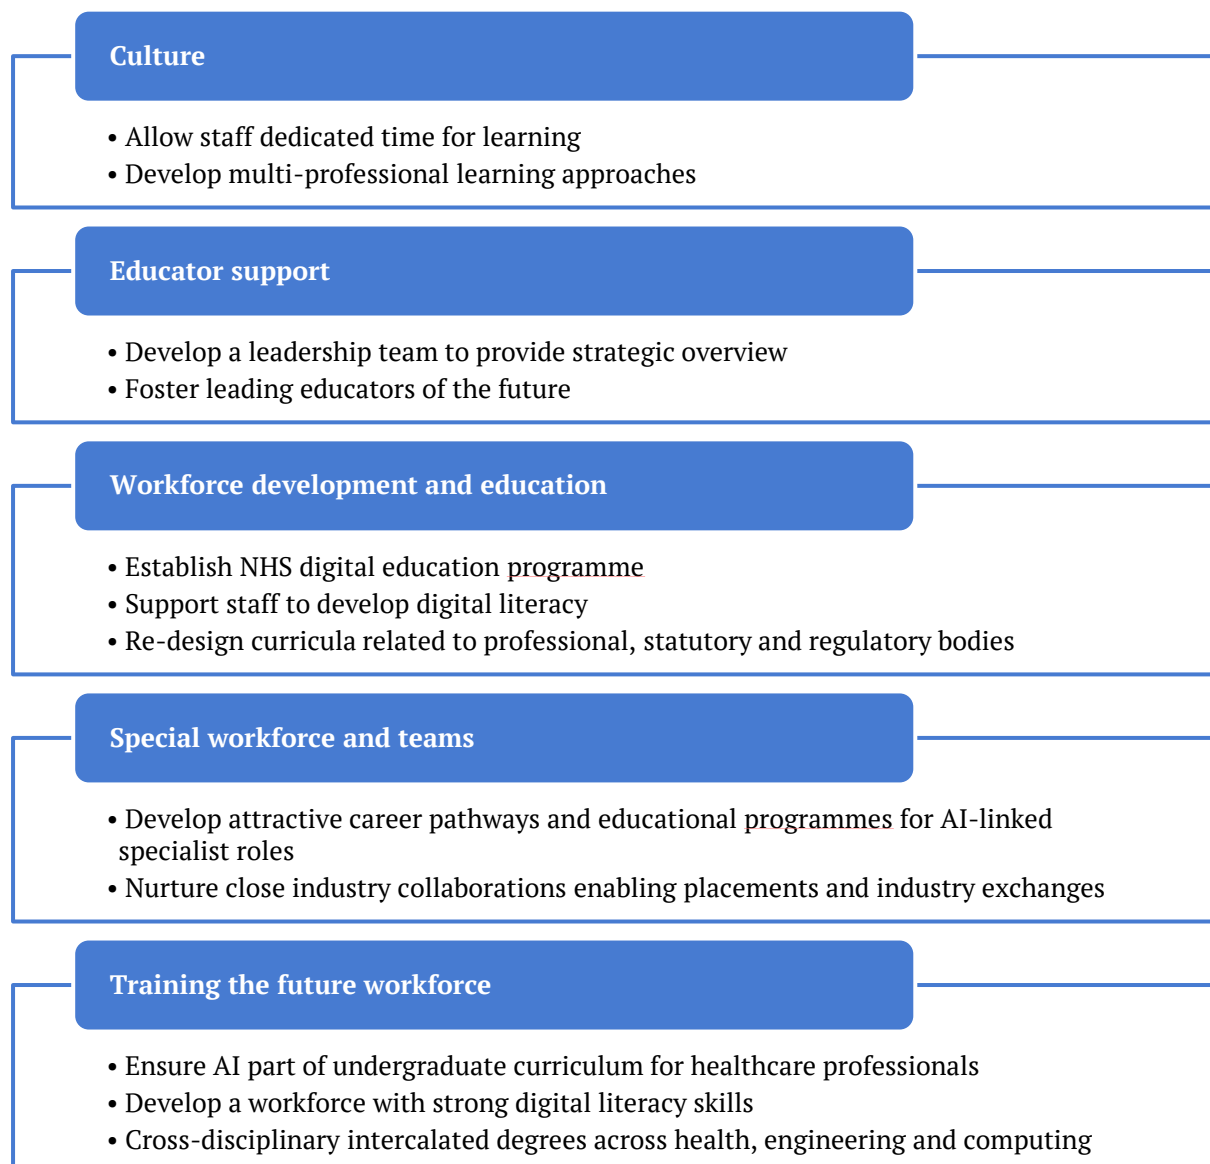 Culture
• Allow staff dedicated time for learning
• Develop multi-professional learning approaches
Educator support
• Develop a leadership team to provide strategic overview
• Foster leading educators of the future
Workforce development and education
• Establish NHS digital education programme
• Support staff to develop digital literacy
• Re-design curricula related to professional, statutory and regulatory bodies
Special workforce and teams
• Develop attractive career pathways and educational programmes for AI-linked
specialist roles
• Nurture close industry collaborations enabling placements and industry exchanges
Training the future workforce
• Ensure AI part of undergraduate curriculum for healthcare professionals
• Develop a workforce with strong digital literacy skills
• Cross-disciplinary intercalated degrees across health, engineering and computing